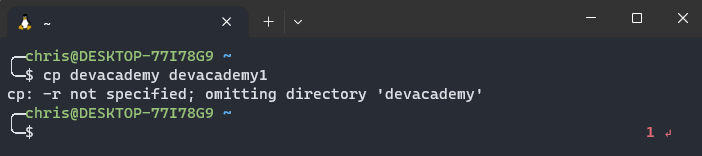 ~
╭─chris@DESKTOP-77I78G9 ~
╰─$ cp devacademy devacademy1
cp: -r not specified; omitting directory 'devacademy'
╭─chris@DESKTOP-77I78G9 ~
╰─$ 1 ↲